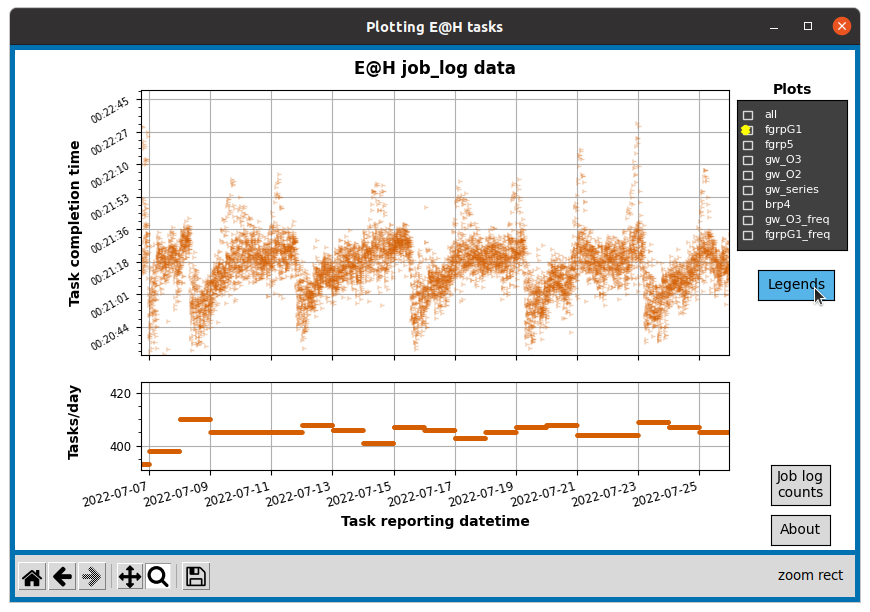 Plotting E@H tasks
E@H job_log data
Plots
all
fgrpG1
fgrp5
gw_O3
gw_O2
gw_series
brp4
gw_O3_freq
fgrpG1_freq
Legends
Task completion time
00:22:45
00:22:27
00:22:10
00:21:53
00:21:36
00:21:18
00:21:01
00:20:44
Tasks/day
420
400
2022-07-07
2022-07-09
2022-07-11
2022-07-13
2022-07-15
2022-07-17
2022-07-19
2022-07-21
2022-07-23
2022-07-25
Task reporting datetime
Job log
counts
About
zoom rect